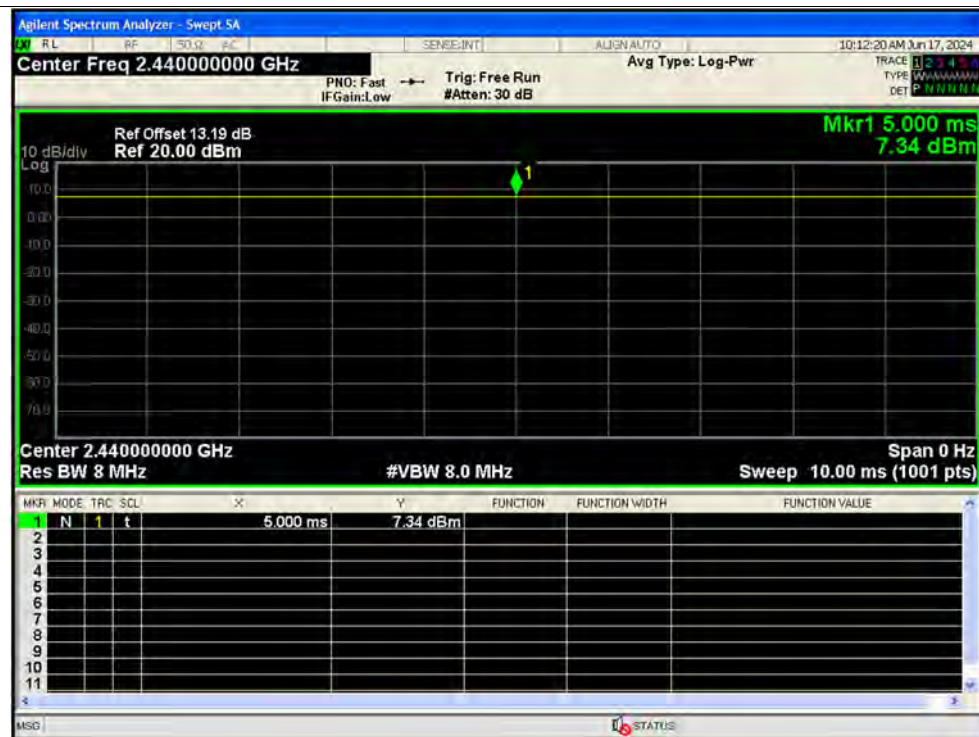 Agilent Spectrum Analyzer - Swept SA
LXI RL RF 50 Ω AC SENSE:INT ALIGN AUTO 10:12:20 AM Jun 17, 2024
Center Freq 2.440000000 GHz Avg Type: Log-Pwr TRACE 1 2 3 4 5 6
PNO: Fast Trig: Free Run TYPE
IFGain:Low #Atten: 30 dB DET P N N N N N
Mkr1 5.000 ms
Ref Offset 13.19 dB
10 dB/div Ref 20.00 dBm 7.34 dBm
Log
1
10.0
0.00
-10.0
-20.0
-30.0
-40.0
-50.0
-60.0
-70.0
Center 2.440000000 GHz Span 0 Hz
Res BW 8 MHz #VBW 8.0 MHz Sweep 10.00 ms (1001 pts)
MKR MODE TRC SCL X Y FUNCTION FUNCTION WIDTH FUNCTION VALUE
1 N 1 t 5.000 ms 7.34 dBm
2
3
4
5
6
7
8
9
10
11
MSG STATUS